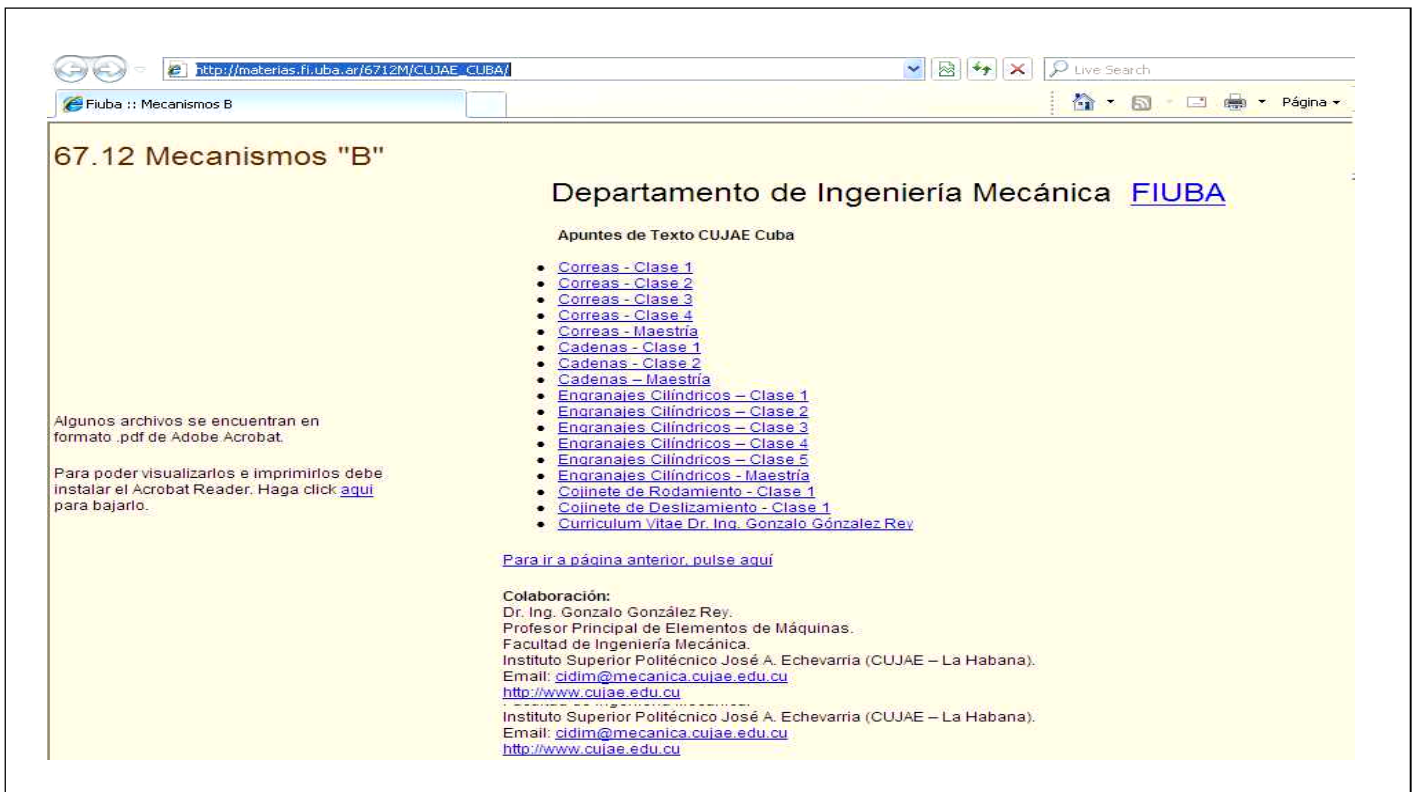 http://materias.fi.uba.ar/6712M/CUJAE_CUBA/
Live Search
Fiuba :: Mecanismos B
Página
67.12 Mecanismos "B"
Departamento de Ingeniería Mecánica FIUBA
Apuntes de Texto CUJAE Cuba
Correas - Clase 1
Correas - Clase 2
Correas - Clase 3
Correas - Clase 4
Correas - Maestría
Cadenas - Clase 1
Cadenas - Clase 2
Cadenas – Maestría
Engranajes Cilíndricos – Clase 1
Engranajes Cilíndricos – Clase 2
Engranajes Cilíndricos – Clase 3
Engranajes Cilíndricos – Clase 4
Engranajes Cilíndricos – Clase 5
Engranajes Cilíndricos - Maestría
Cojinete de Rodamiento - Clase 1
Cojinete de Deslizamiento - Clase 1
Curriculum Vitae Dr. Ing. Gonzalo Gónzalez Rey
Algunos archivos se encuentran en
formato .pdf de Adobe Acrobat.
Para poder visualizarlos e imprimirlos debe
instalar el Acrobat Reader. Haga click aqui
para bajarlo.
Para ir a página anterior, pulse aquí
Colaboración:
Dr. Ing. Gonzalo González Rey.
Profesor Principal de Elementos de Máquinas.
Facultad de Ingeniería Mecánica.
Instituto Superior Politécnico José A. Echevarria (CUJAE – La Habana).
Email: cidim@mecanica.cujae.edu.cu
http://www.cujae.edu.cu
Facultad de Ingeniería Mecánica.
Instituto Superior Politécnico José A. Echevarria (CUJAE – La Habana).
Email: cidim@mecanica.cujae.edu.cu
http://www.cujae.edu.cu